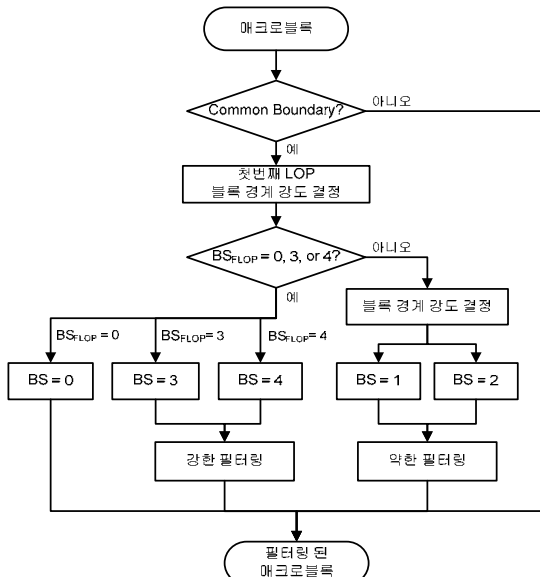 매크로블록
Common Boundary?
아니오
예
첫번째 LOP
블록 경계 강도 결정
BSFLOP = 0, 3, or 4?
아니오
예
블록 경계 강도 결정
BSFLOP = 0
BSFLOP = 3
BSFLOP = 4
BS = 0
BS = 3
BS = 4
BS = 1
BS = 2
강한 필터링
약한 필터링
필터링 된
매크로블록